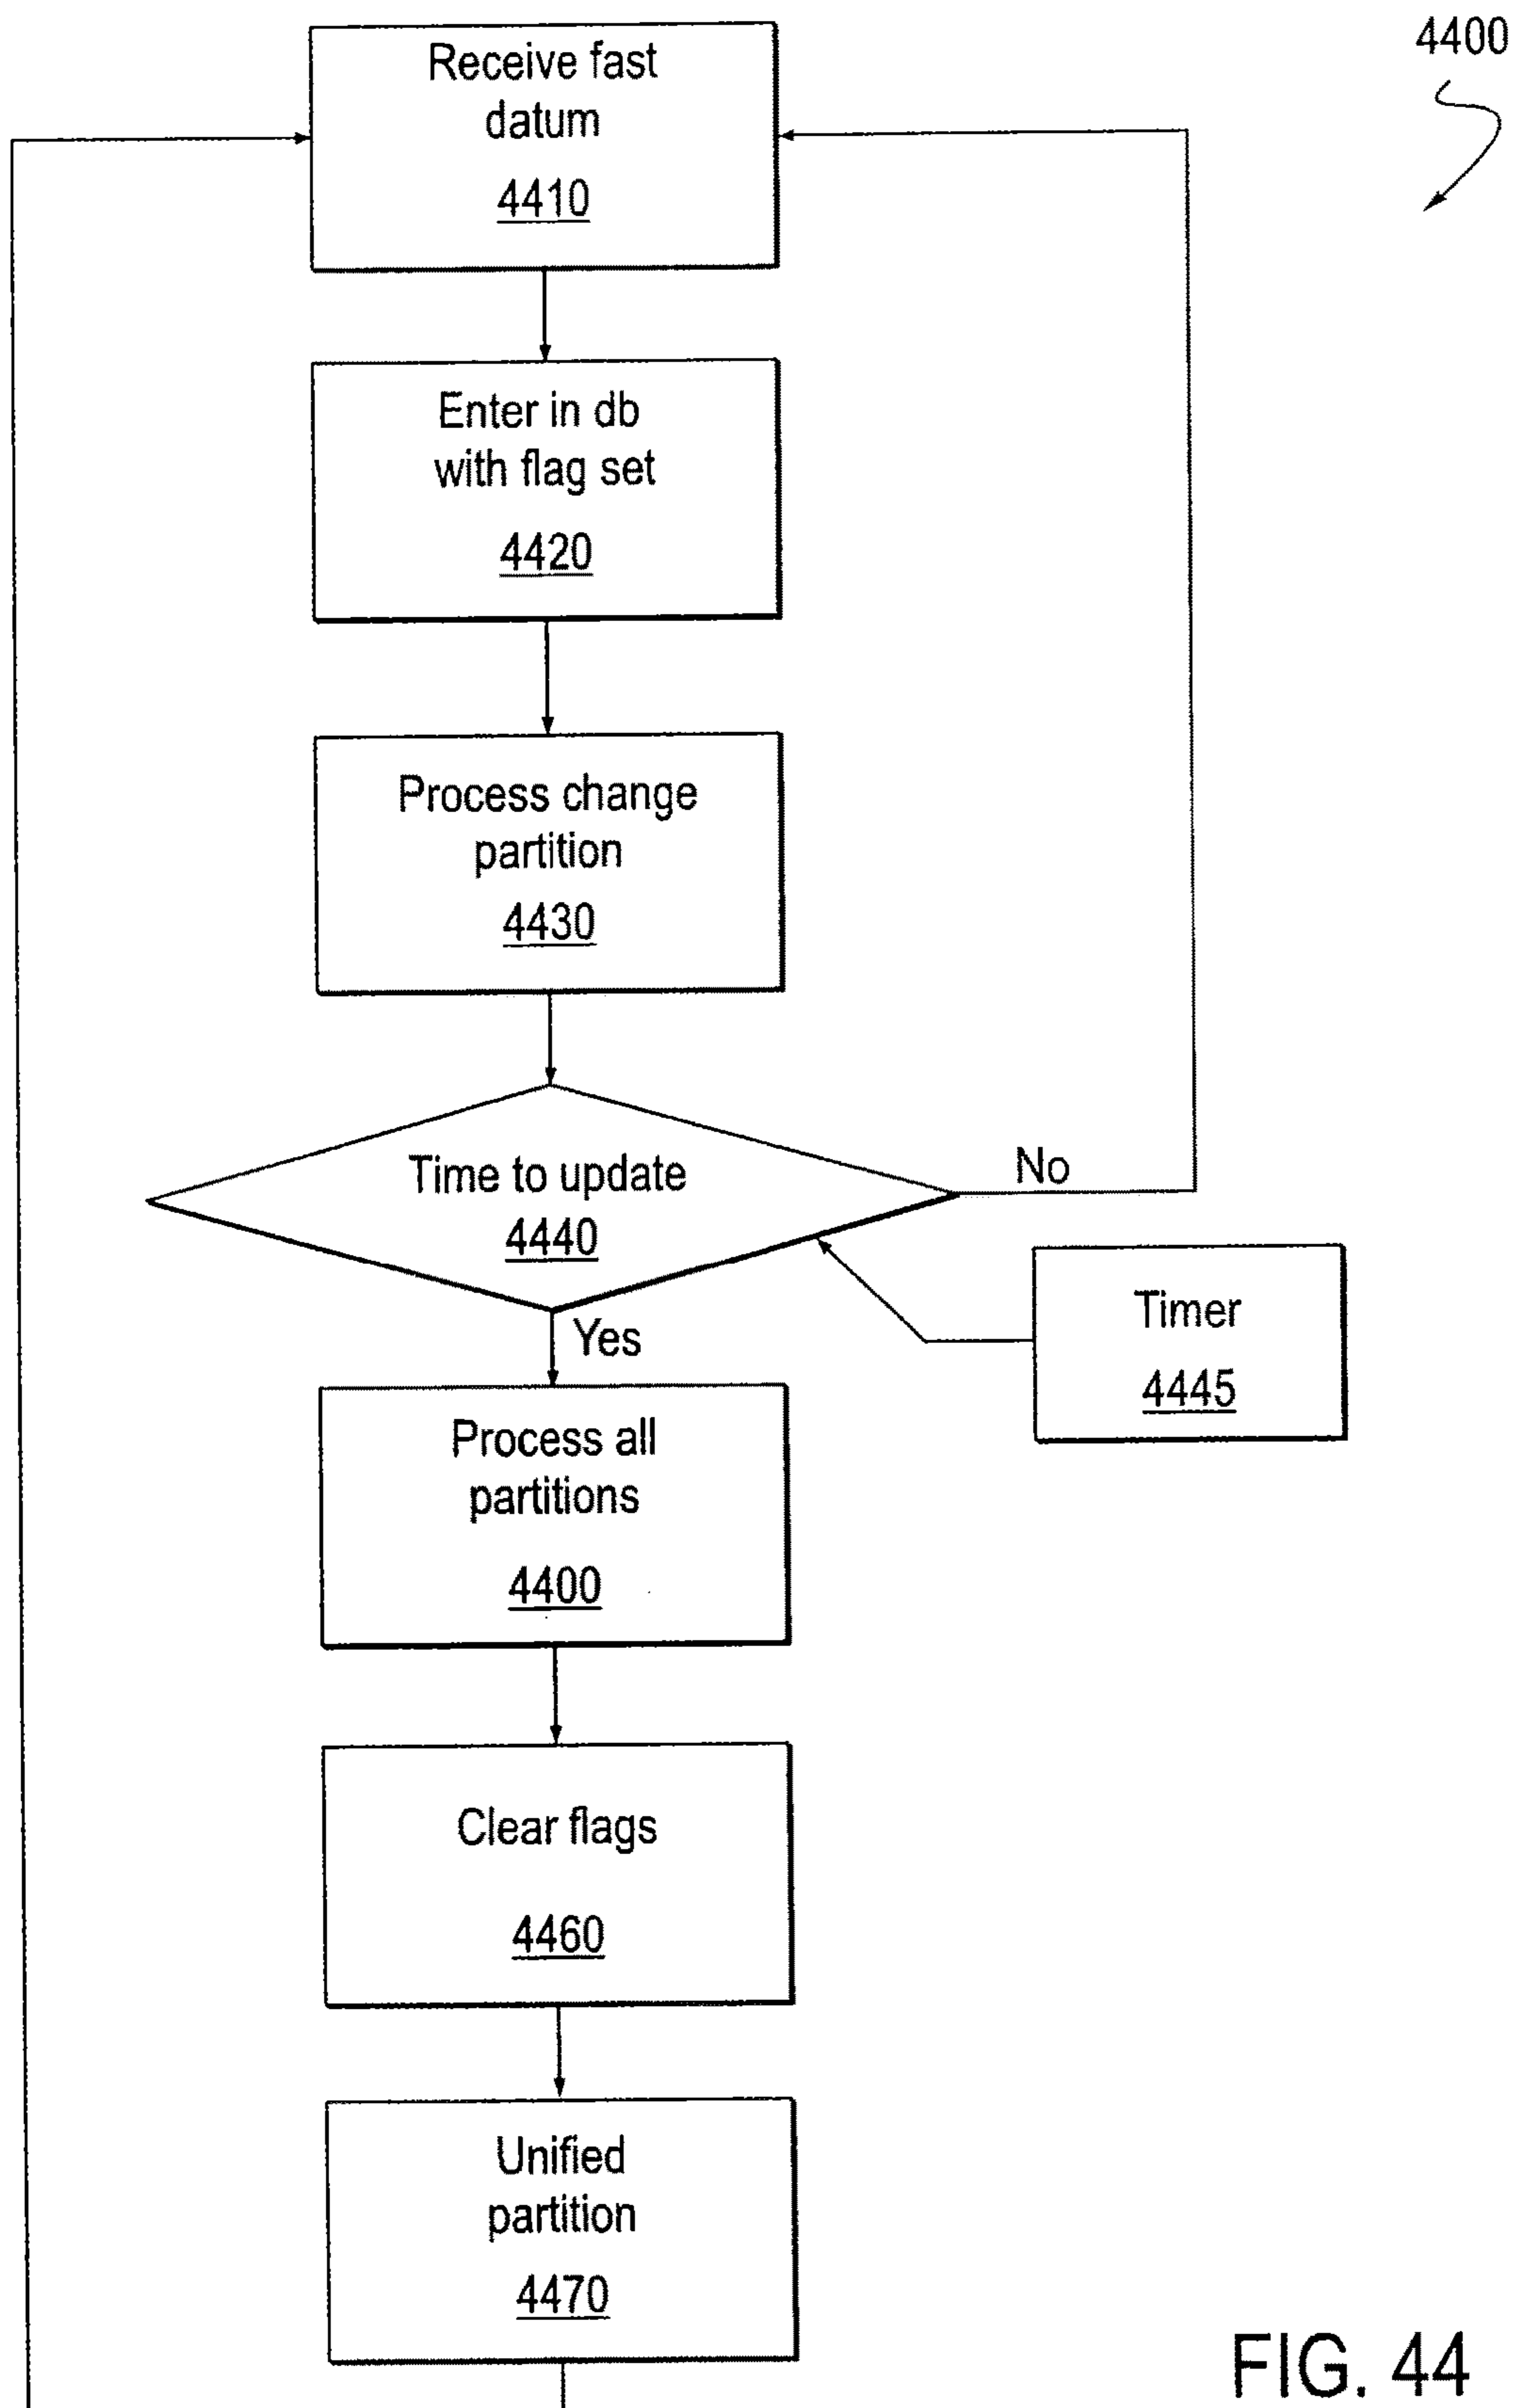 4400
Receive fast
datum
4410
Enter in db
with flag set
4420
Process change
partition
4430
Time to update
4440
No
Yes
Timer
4445
Process all
partitions
4400
Clear flags
4460
Unified
partition
4470
FIG. 44